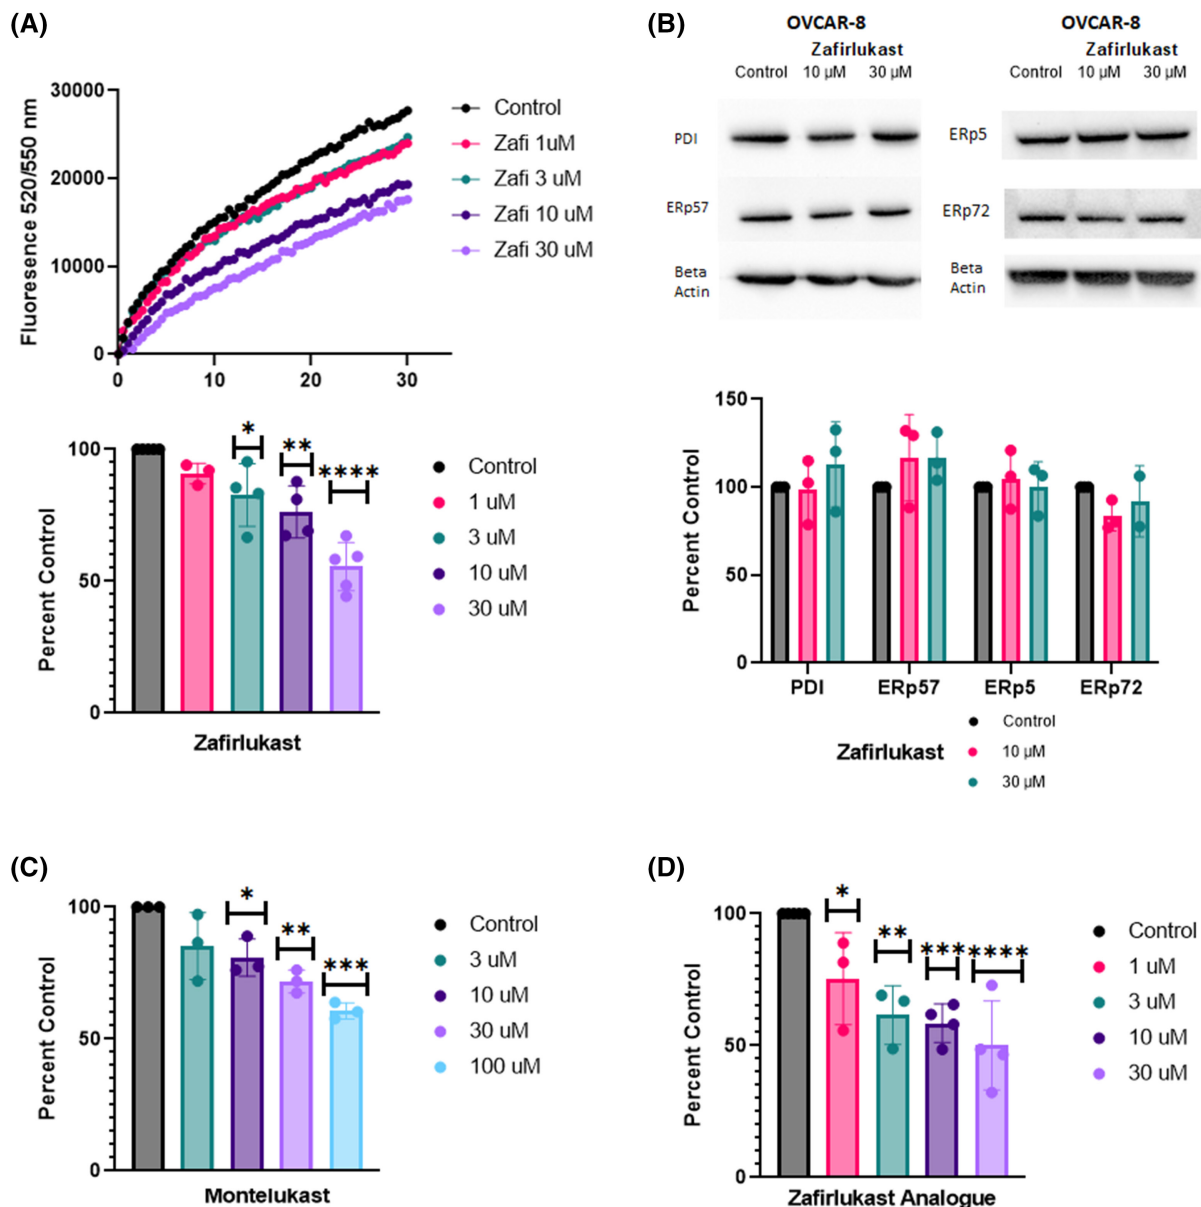 (A)
Fluoresence 520/550 nm
30000
20000
10000
0
0 10 20 30
Control
Zafi 1uM
Zafi 3 uM
Zafi 10 uM
Zafi 30 uM
Percent Control
100
50
0
* ** ****
Zafirlukast
Control
1 uM
3 uM
10 uM
30 uM
(B)
OVCAR-8
Zafirlukast
Control 10 µM 30 µM
PDI
ERp57
Beta
Actin
OVCAR-8
Zafirlukast
Control 10 µM 30 µM
ERp5
ERp72
Beta
Actin
Percent Control
150
100
50
0
PDI ERp57 ERp5 ERp72
Zafirlukast
Control
10 µM
30 µM
(C)
Percent Control
100
50
0
* ** ***
Montelukast
Control
3 uM
10 uM
30 uM
100 uM
(D)
Percent Control
100
50
0
* ** *** ****
Zafirlukast Analogue
Control
1 uM
3 uM
10 uM
30 uM